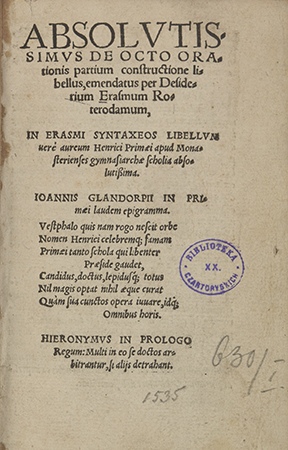 ABSOLVTIS-
SIMVS DE OCTO ORA
tionis partium constructione li-
bellus, emendatus per Deside
rium Erasmum Ro-
terodamum,
IN ERASMI SYNTAXEOS LIBELLVM
verè aureum Henrici Primæi apud Mona-
sterienses gymnasiarchæ scholia abso-
lutissima.
IOANNIS GLANDORPII IN PRI-
mæi laudem epigramma.
Vestphalo quis nam rogo nescit orbe
Nomen Henrici celebremq; famam
Primæi tanto schola qui libenter
Præside gaudet,
Candidus, doctus, lepidusq; totus
Nil magis optat nihil æque curat
Quàm sua cunctos opera iuuare, idq;
Omnibus horis.
BIBLIOTEKA
XX.
CZARTORYSKICH
HIERONYMVS IN PROLOGO
Regum: Multi in eo se doctos ar-
bitrantur, si alijs detrahant.
630/I
1535